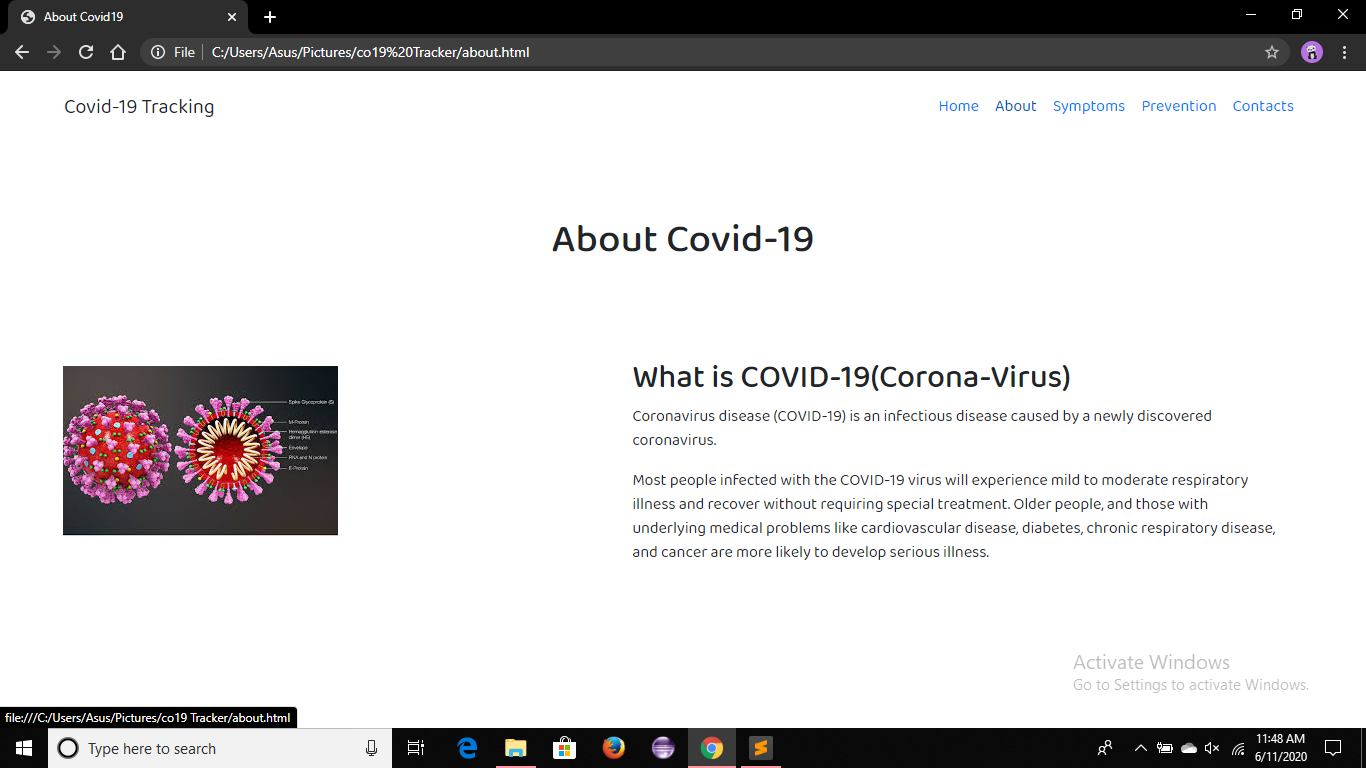 About Covid19
File
C:/Users/Asus/Pictures/co19%20Tracker/about.html
Covid-19 Tracking
Home About Symptoms Prevention Contacts
About Covid-19
Spike Glycoprotein (S)
M-Protein
Hemagglutinin-esterase
dimer (HE)
Envelope
RNA and N protein
E-Protein
What is COVID-19(Corona-Virus)
Coronavirus disease (COVID-19) is an infectious disease caused by a newly discovered
coronavirus.
Most people infected with the COVID-19 virus will experience mild to moderate respiratory
illness and recover without requiring special treatment. Older people, and those with
underlying medical problems like cardiovascular disease, diabetes, chronic respiratory disease,
and cancer are more likely to develop serious illness.
Activate Windows
Go to Settings to activate Windows.
file:///C:/Users/Asus/Pictures/co19 Tracker/about.html
Type here to search
11:48 AM
6/11/2020